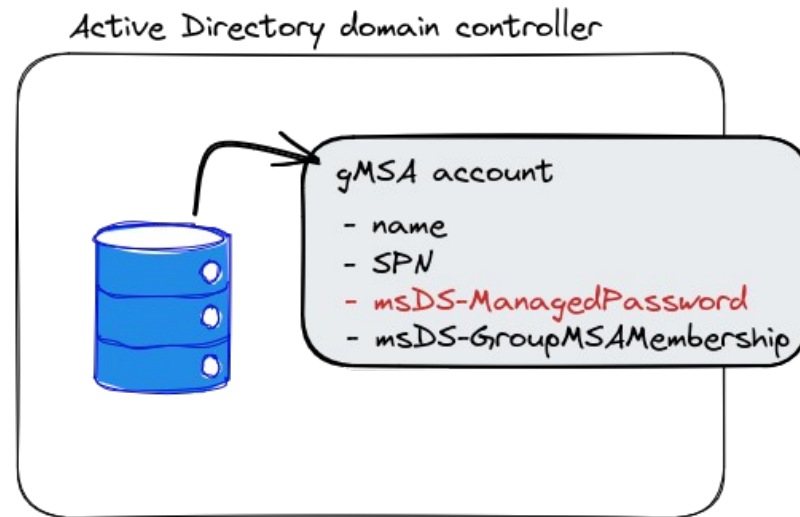 Active Directory domain controller
gMSA account
- name
- SPN
- msDS-ManagedPassword
- msDS-GroupMSAMembership